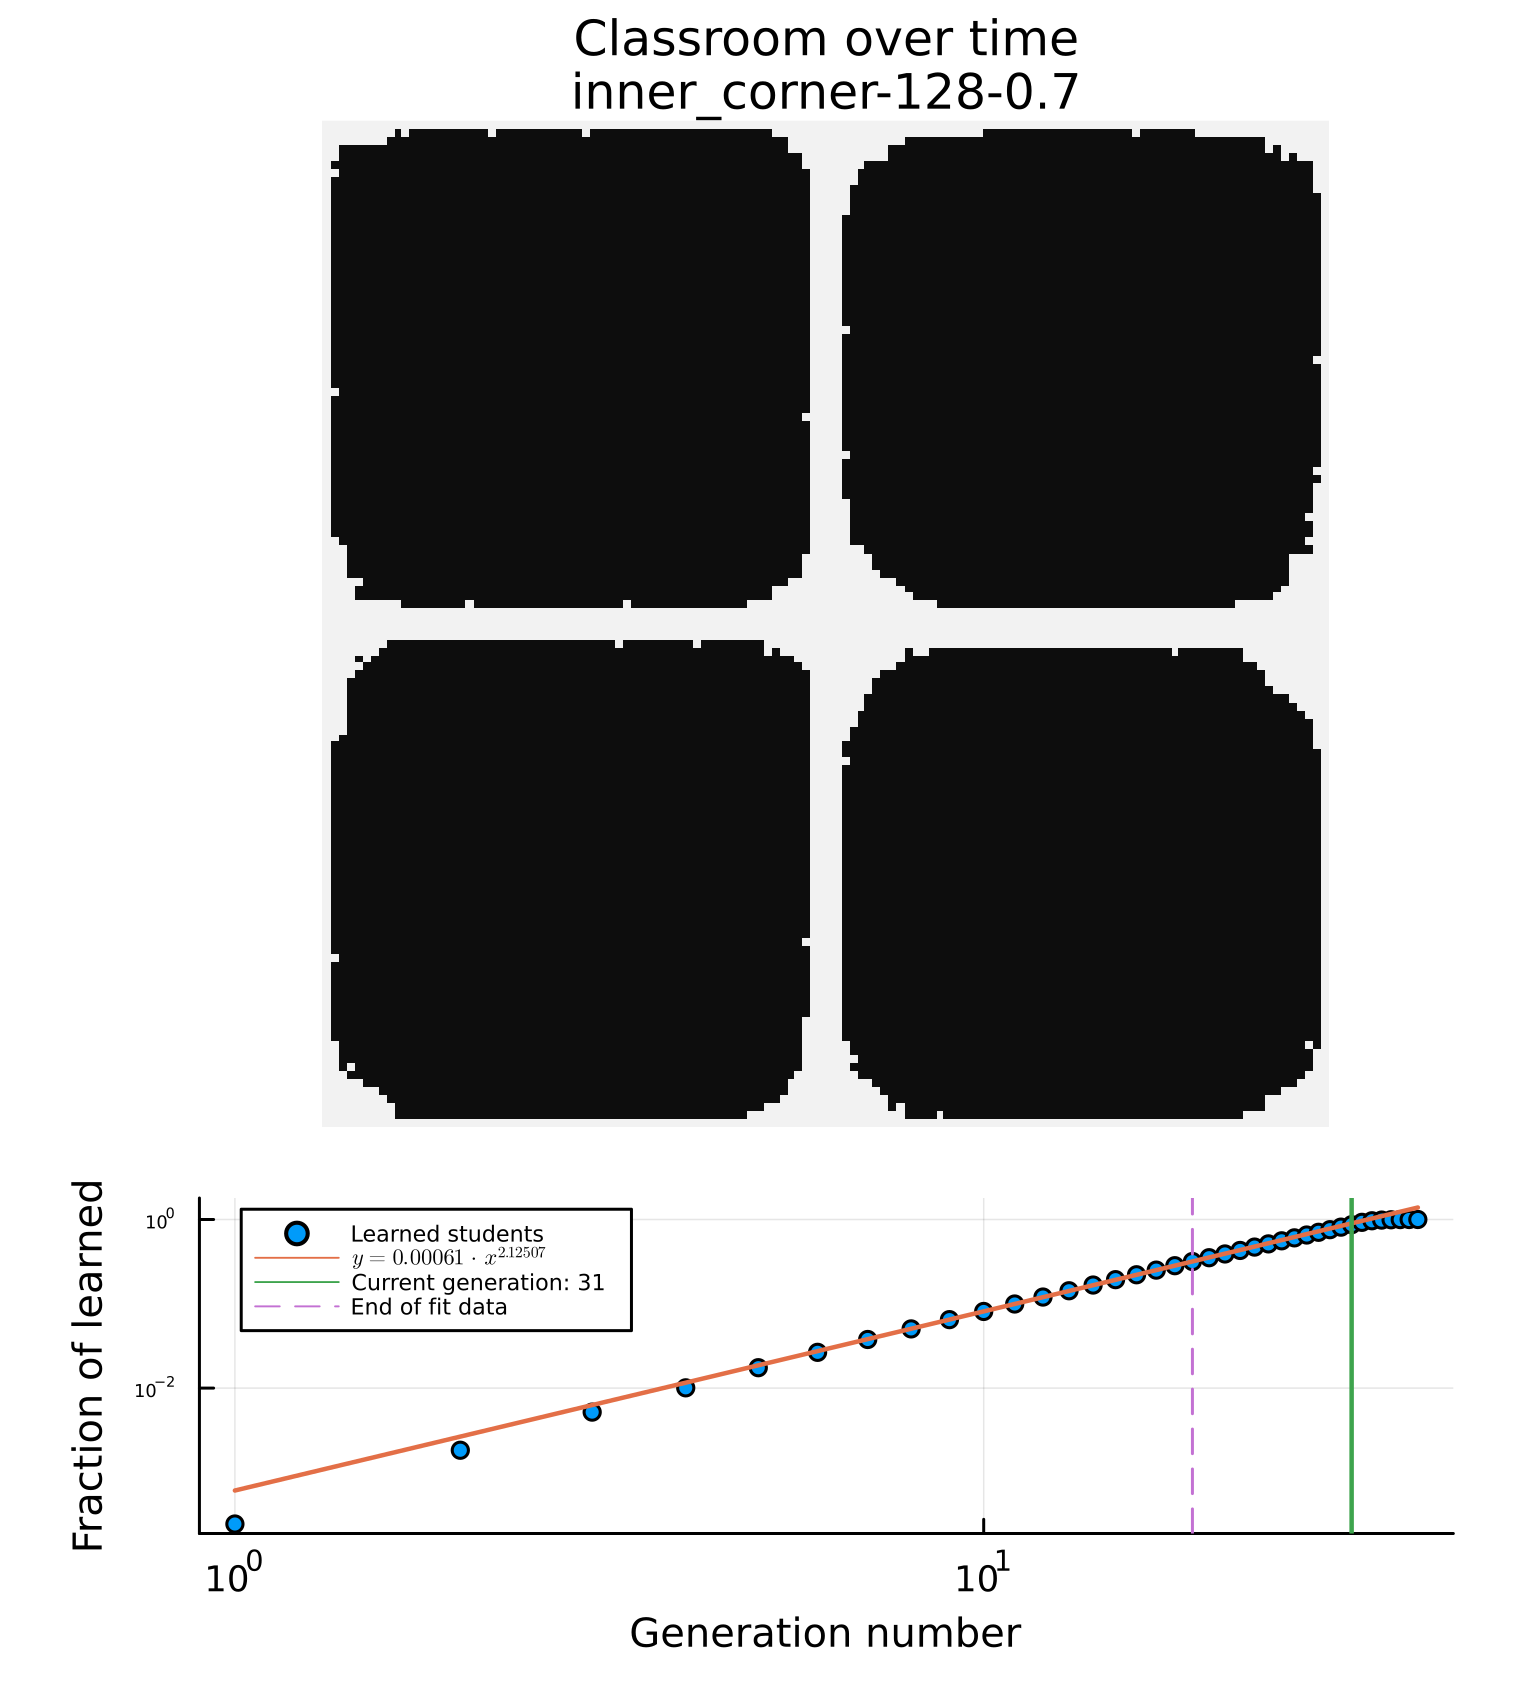 Classroom over time
inner_corner-128-0.7
Fraction of learned
10^0
10^-2
Learned students
y = 0.00061 · x^2.12507
Current generation: 31
End of fit data
10^0
10^1
Generation number